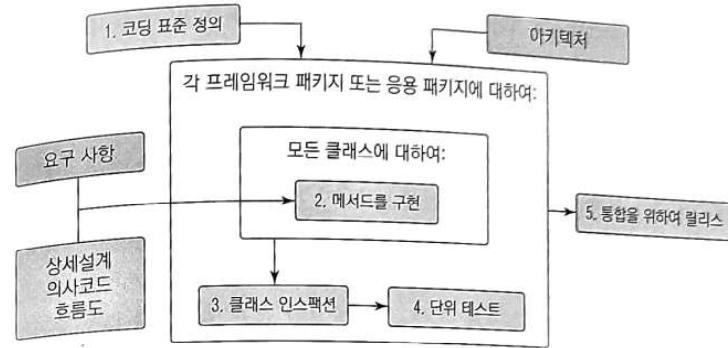 1. 코딩 표준 정의
아키텍처
각 프레임워크 패키지 또는 응용 패키지에 대하여:
모든 클래스에 대하여:
요구 사항
2. 메서드를 구현
5. 통합을 위하여 릴리스
상세설계
의사코드
흐름도
3. 클래스 인스팩션
4. 단위 테스트